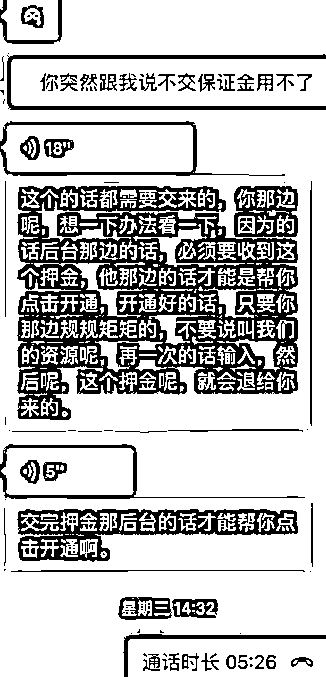 你突然跟我说不交保证金用不了
18"
这个的话都需要交来的，你那边
呢，想一下办法看一下，因为的
话后台那边的话，必须要收到这
个押金，他那边的话才能是帮你
点击开通，开通好的话，只要你
那边规规矩矩的，不要说叫我们
的资源呢，再一次的话输入，然
后呢，这个押金呢，就会退给你
来的。
5"
交完押金那后台的话才能帮你点
击开通啊。
星期二 14:32
通话时长 05:26